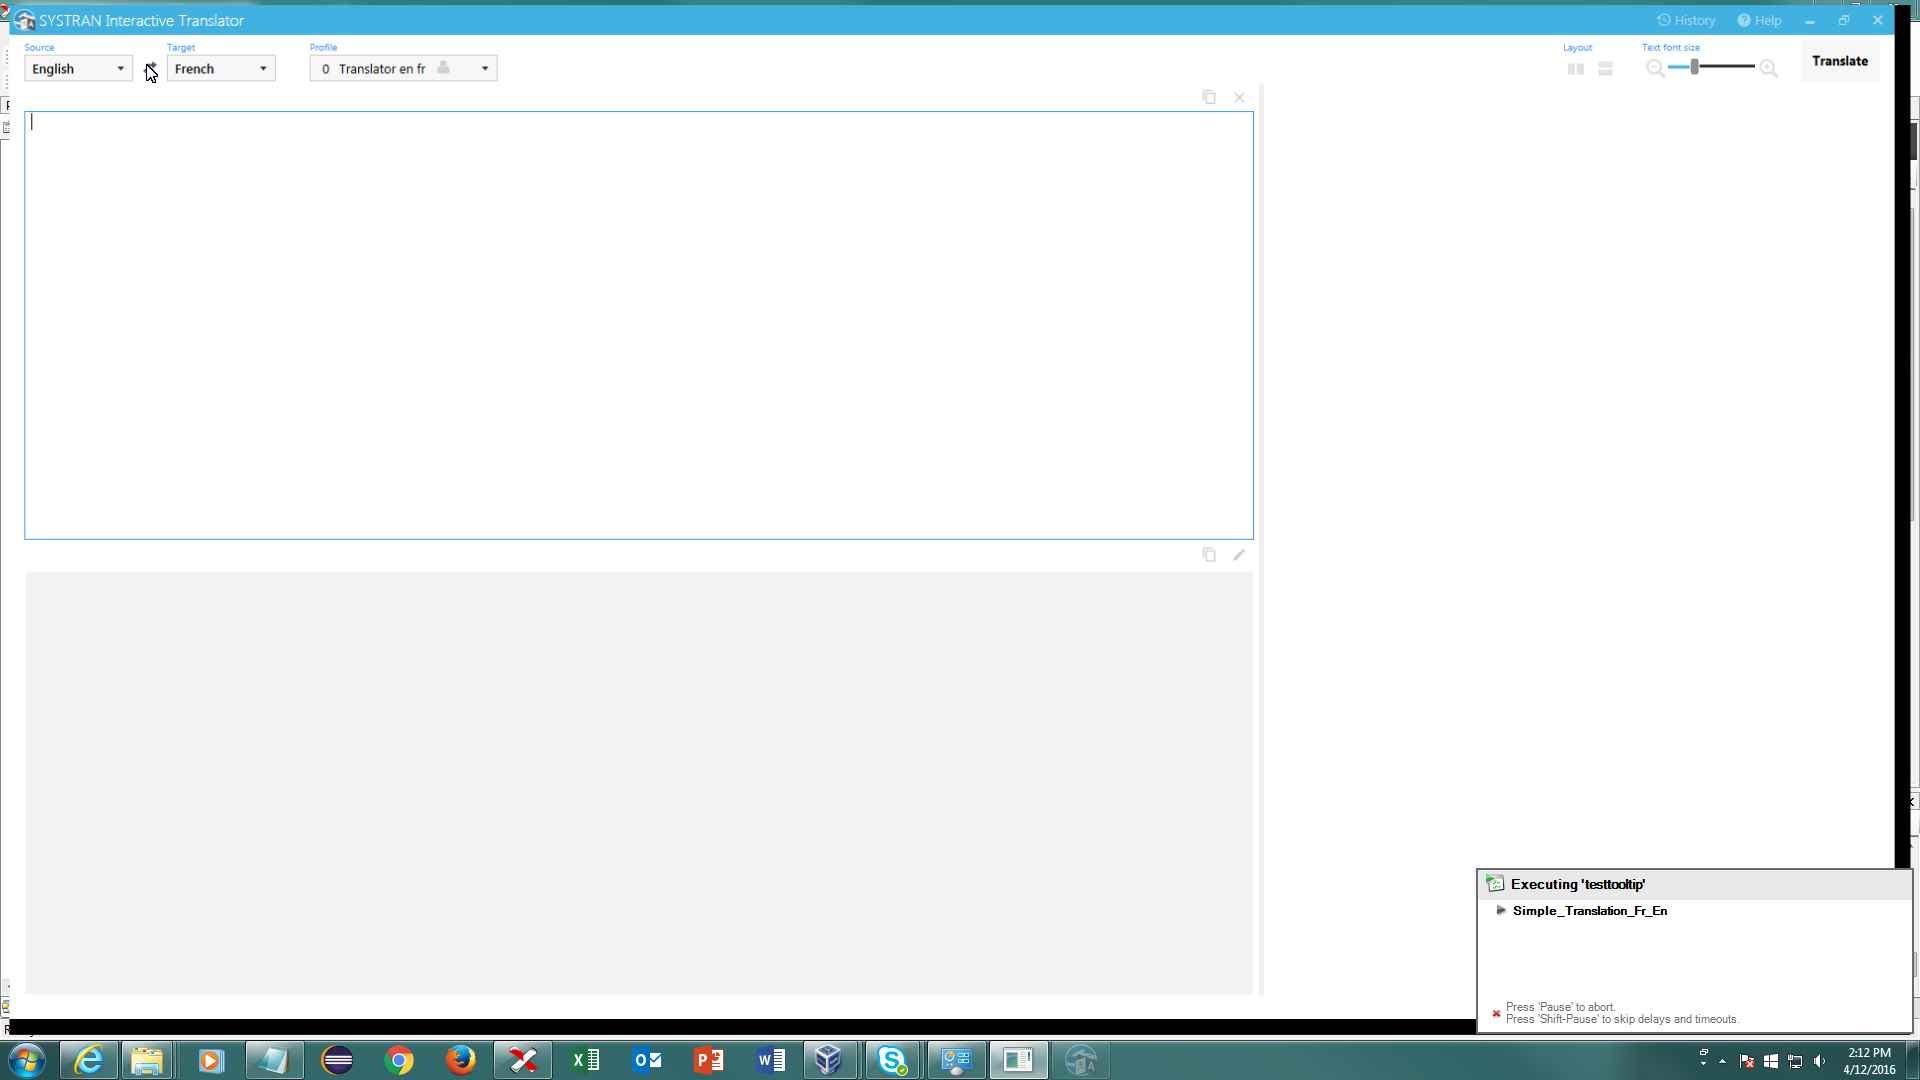 SYSTRAN Interactive Translator
History
Help
Source
Target
Profile
Layout
Text font size
English
French
0 Translator en fr
Translate
Executing 'testtooltip'
Simple_Translation_Fr_En
Press 'Pause' to abort.
Press 'Shift-Pause' to skip delays and timeouts.
2:12 PM
4/12/2016